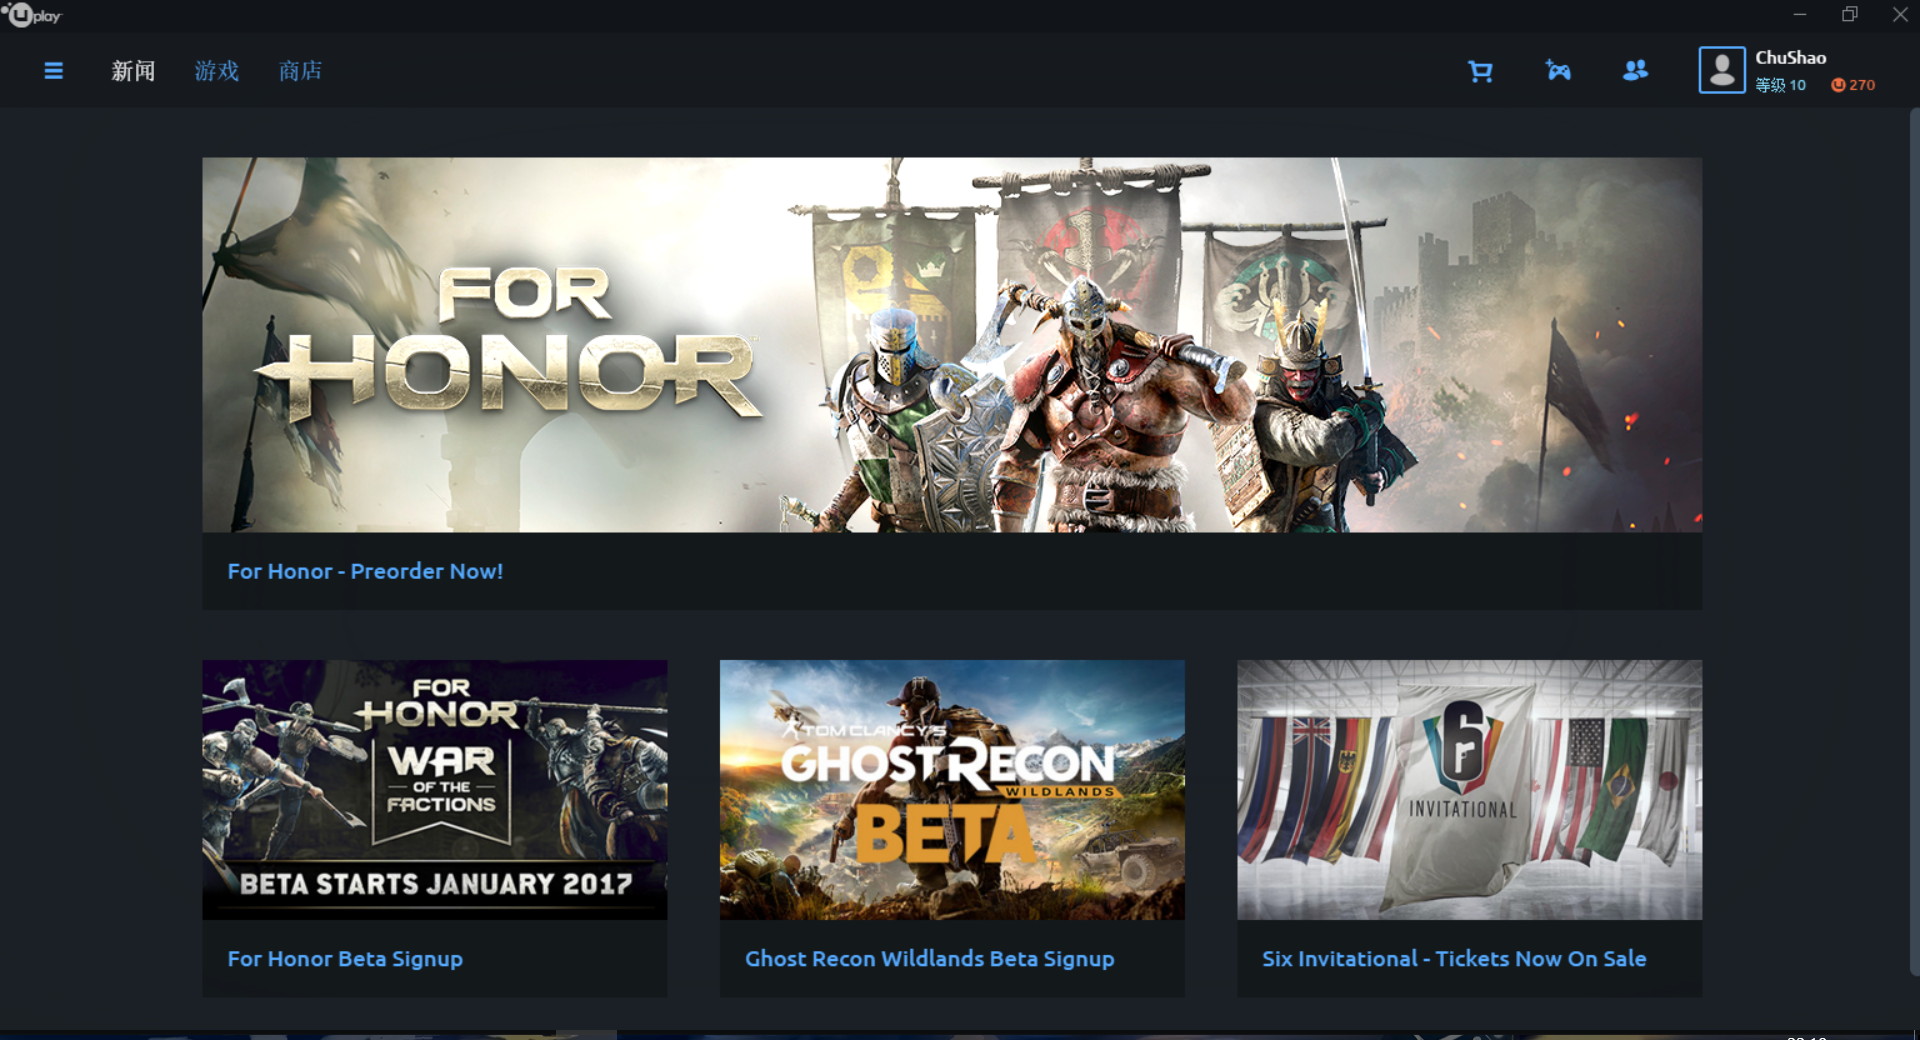 Uplay
新闻 游戏 商店
ChuShao
等级 10 270
FOR
HONOR
For Honor - Preorder Now!
FOR
HONOR
WAR
OF THE
FACTIONS
BETA STARTS JANUARY 2017
For Honor Beta Signup
TOM CLANCY'S
GHOST RECON
WILDLANDS
BETA
Ghost Recon Wildlands Beta Signup
6
INVITATIONAL
Six Invitational - Tickets Now On Sale